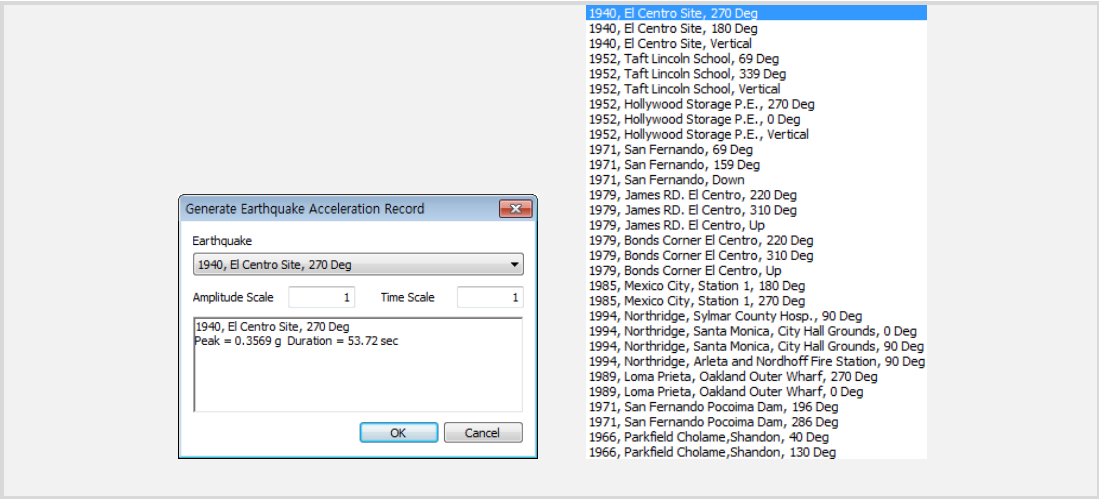 Generate Earthquake Acceleration Record
Earthquake
1940, El Centro Site, 270 Deg
Amplitude Scale 1 Time Scale 1
1940, El Centro Site, 270 Deg
Peak = 0.3569 g Duration = 53.72 sec
OK Cancel
1940, El Centro Site, 270 Deg
1940, El Centro Site, 180 Deg
1940, El Centro Site, Vertical
1952, Taft Lincoln School, 69 Deg
1952, Taft Lincoln School, 339 Deg
1952, Taft Lincoln School, Vertical
1952, Hollywood Storage P.E., 270 Deg
1952, Hollywood Storage P.E., 0 Deg
1952, Hollywood Storage P.E., Vertical
1971, San Fernando, 69 Deg
1971, San Fernando, 159 Deg
1971, San Fernando, Down
1979, James RD. El Centro, 220 Deg
1979, James RD. El Centro, 310 Deg
1979, James RD. El Centro, Up
1979, Bonds Corner El Centro, 220 Deg
1979, Bonds Corner El Centro, 310 Deg
1979, Bonds Corner El Centro, Up
1985, Mexico City, Station 1, 180 Deg
1985, Mexico City, Station 1, 270 Deg
1994, Northridge, Sylmar County Hosp., 90 Deg
1994, Northridge, Santa Monica, City Hall Grounds, 0 Deg
1994, Northridge, Santa Monica, City Hall Grounds, 90 Deg
1994, Northridge, Arleta and Nordhoff Fire Station, 90 Deg
1989, Loma Prieta, Oakland Outer Wharf, 270 Deg
1989, Loma Prieta, Oakland Outer Wharf, 0 Deg
1971, San Fernando Pocoima Dam, 196 Deg
1971, San Fernando Pocoima Dam, 286 Deg
1966, Parkfield Cholame,Shandon, 40 Deg
1966, Parkfield Cholame,Shandon, 130 Deg